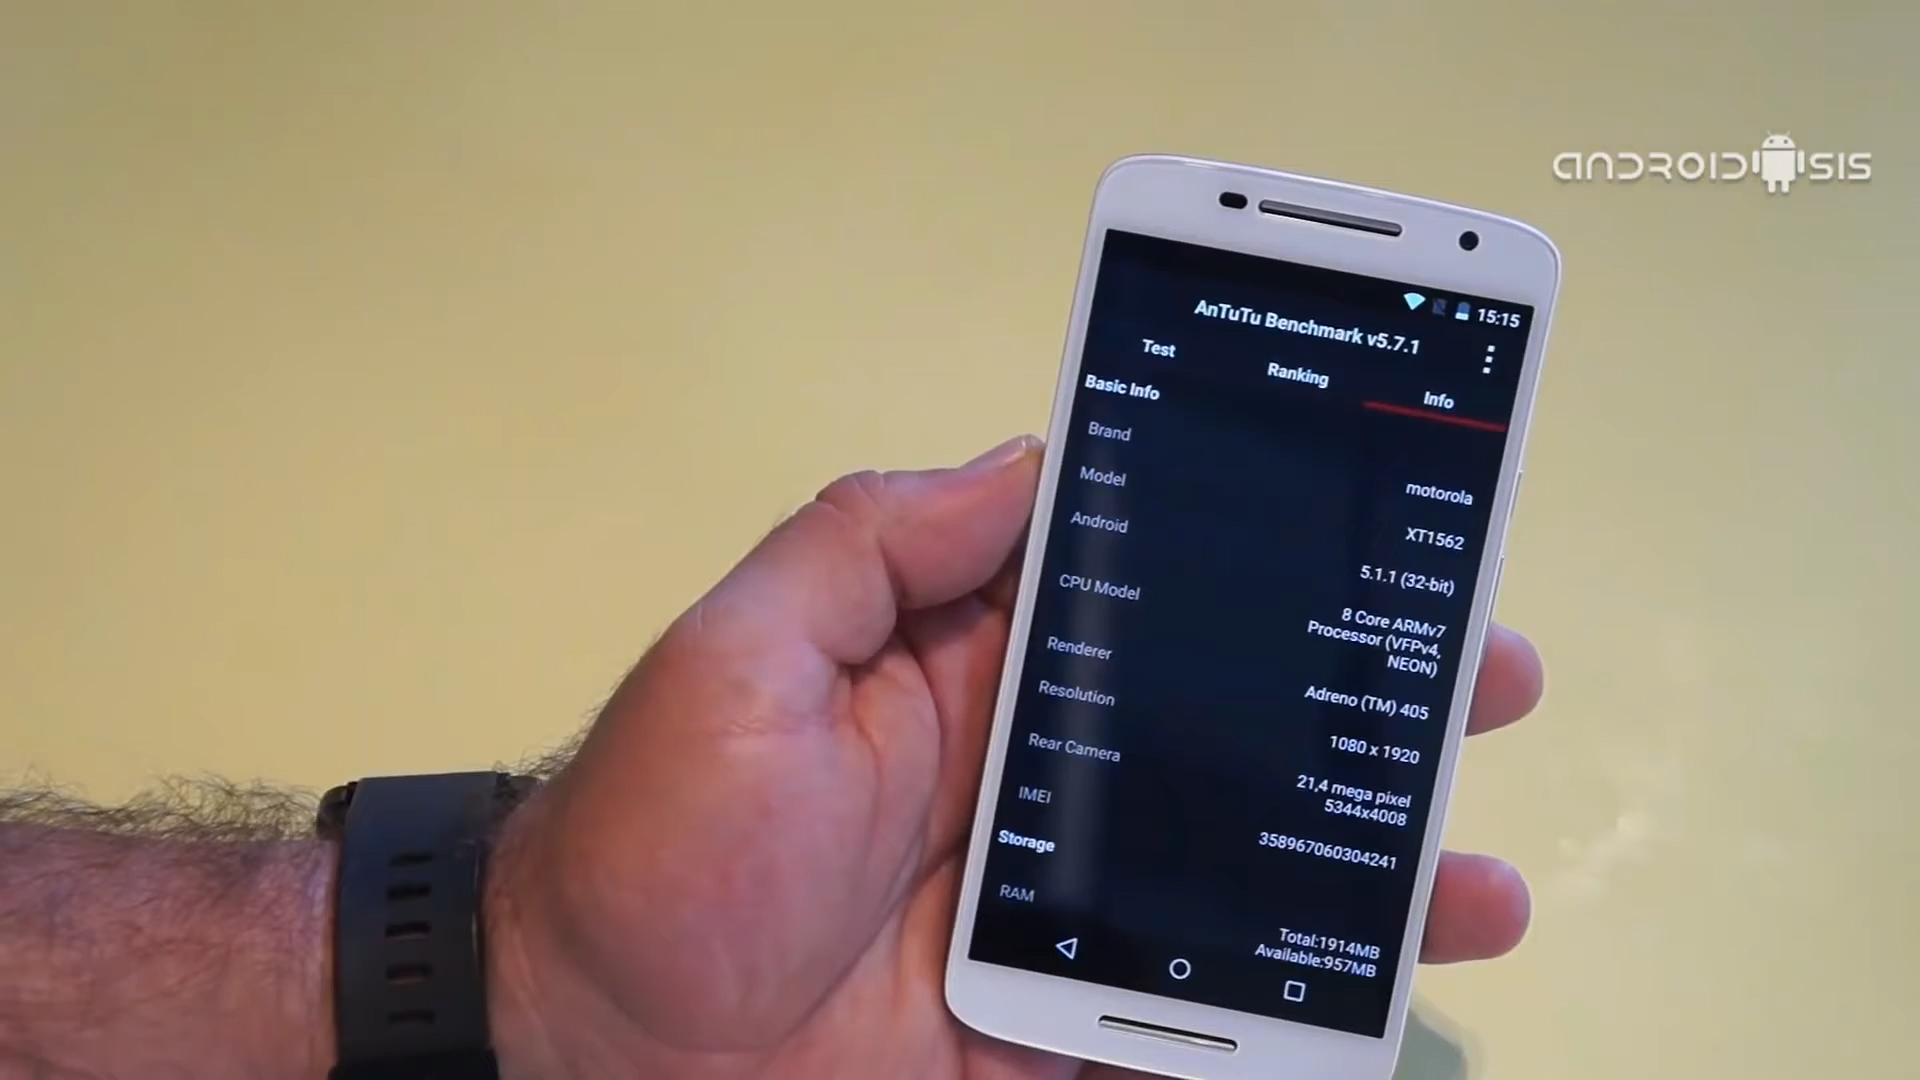 ANDROIDSIS
15:15
AnTuTu Benchmark v5.7.1
Test Ranking Info
Basic Info
Brand motorola
Model XT1562
Android 5.1.1 (32-bit)
CPU Model 8 Core ARMv7
Processor (VFPv4,
NEON)
Renderer Adreno (TM) 405
Resolution 1080 x 1920
Rear Camera 21,4 mega pixel
5344x4008
IMEI 358967060304241
Storage
RAM Total:1914MB
Available:957MB